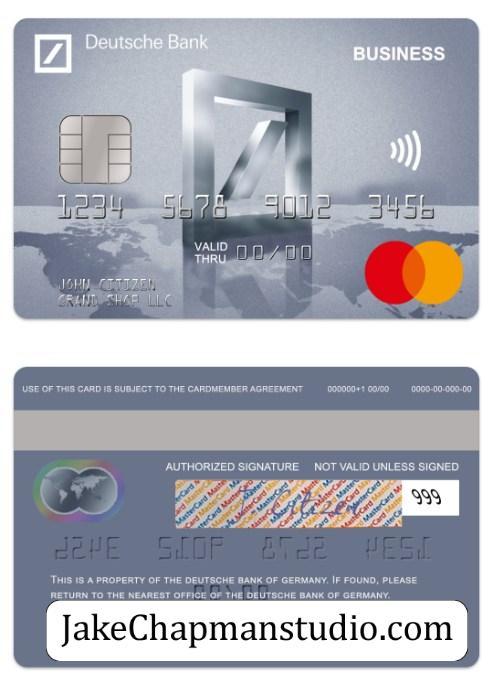 Deutsche Bank
BUSINESS
1234 5678 9012 3456
VALID
THRU 00/00
JOHN CITIZEN
GRAND SHOP LLC
USE OF THIS CARD IS SUBJECT TO THE CARDMEMBER AGREEMENT 000000+1 00/00 0000-00-000-00
AUTHORIZED SIGNATURE NOT VALID UNLESS SIGNED
MasterCard
Citizen
999
THIS IS A PROPERTY OF THE DEUTSCHE BANK OF GERMANY. IF FOUND, PLEASE
RETURN TO THE NEAREST OFFICE OF THE DEUTSCHE BANK OF GERMANY.
JakeChapmanstudio.com